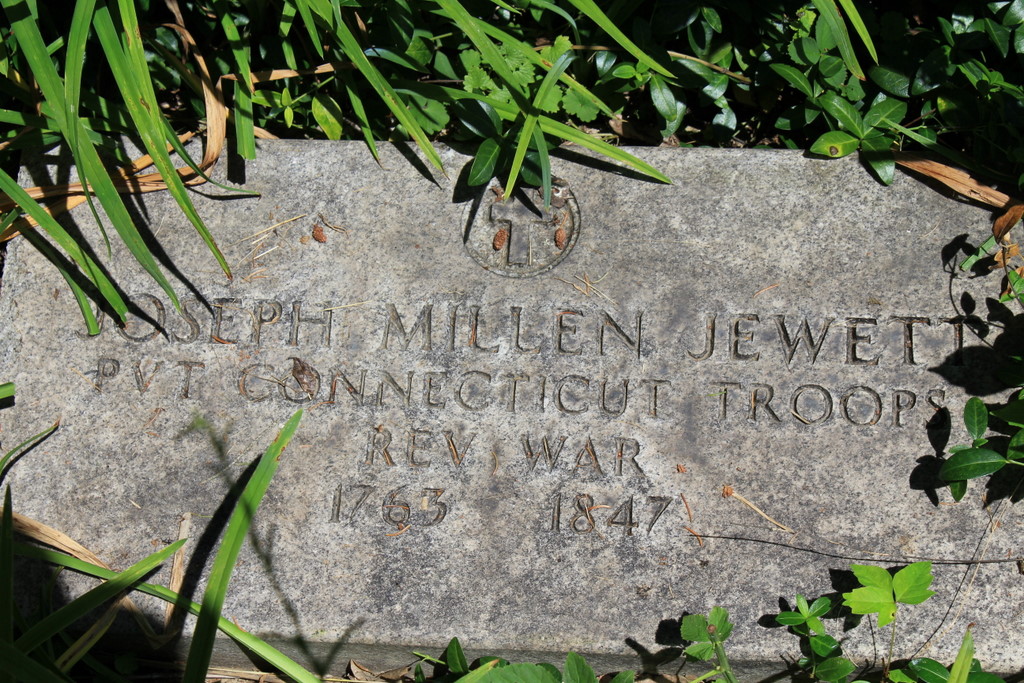 JOSEPH MILLEN JEWETT
PVT CONNECTICUT TROOPS
REV WAR
1763 1847